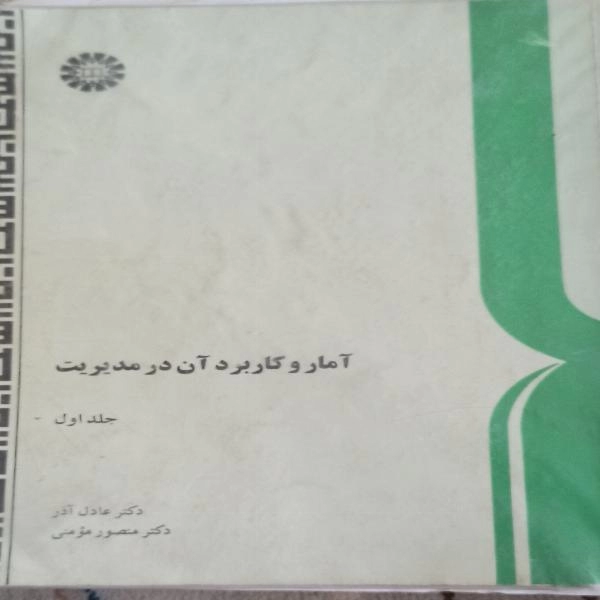 آمار و کاربرد آن در مدیریت
جلد اول
دکتر عادل آذر
دکتر منصور مؤمنی